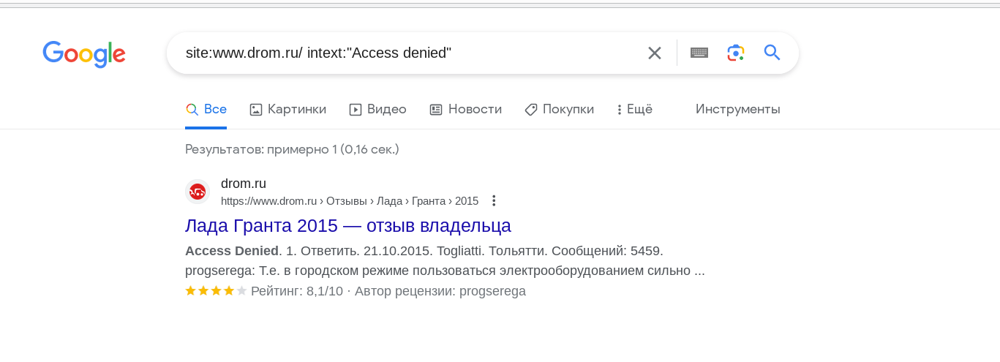 Google
site:www.drom.ru/ intext:"Access denied"
Все Картинки Видео Новости Покупки Ещё Инструменты
Результатов: примерно 1 (0,16 сек.)
drom.ru
https://www.drom.ru › Отзывы › Лада › Гранта › 2015
Лада Гранта 2015 — отзыв владельца
Access Denied. 1. Ответить. 21.10.2015. Togliatti. Тольятти. Сообщений: 5459.
progserega: Т.е. в городском режиме пользоваться электрооборудованием сильно ...
Рейтинг: 8,1/10 · Автор рецензии: progserega